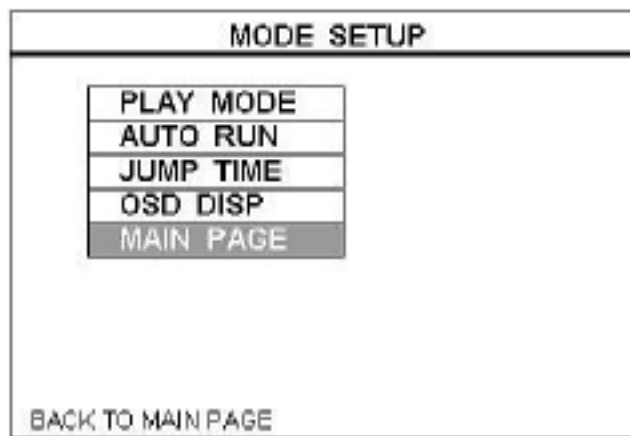 MODE SETUP
PLAY MODE
AUTO RUN
JUMP TIME
OSD DISP
MAIN PAGE
BACK TO MAIN PAGE